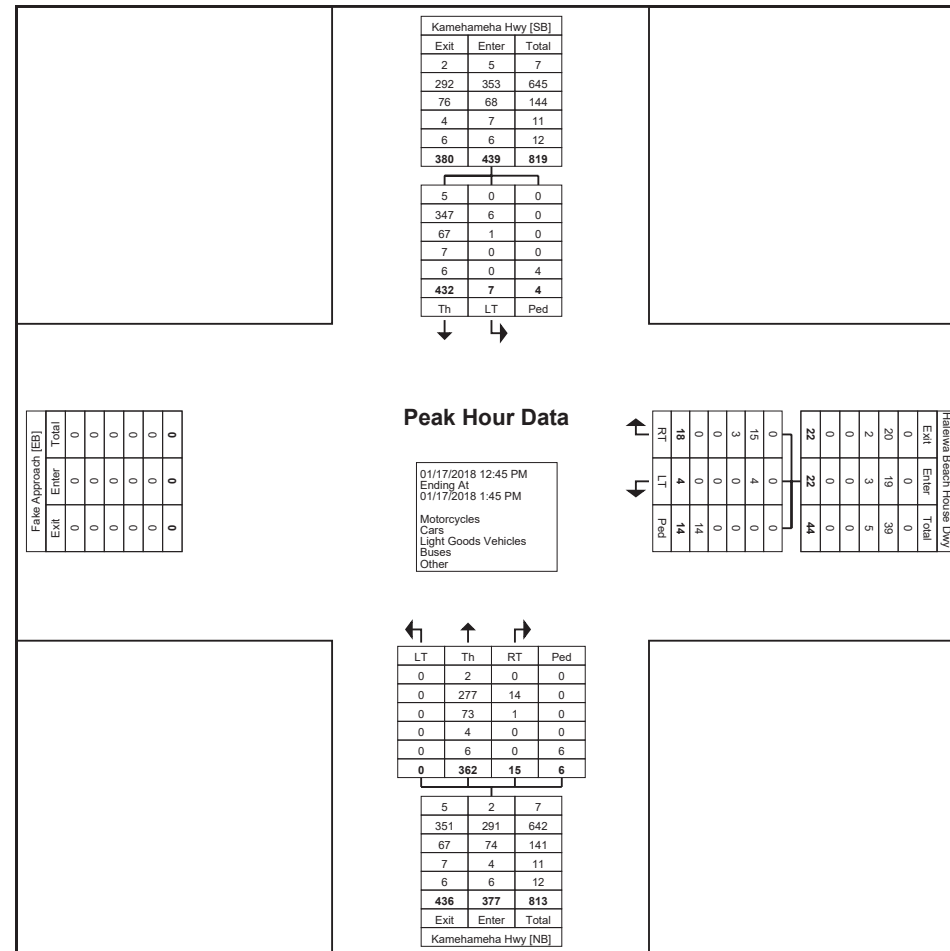 Kamehameha Hwy [SB]
Exit Enter Total
2 5 7
292 353 645
76 68 144
4 7 11
6 6 12
380 439 819
5 0 0
347 6 0
67 1 0
7 0 0
6 0 4
432 7 4
Th LT Ped
Fake Approach [EB]
Exit Enter Total
0 0 0
0 0 0
0 0 0
0 0 0
0 0 0
0 0 0
Peak Hour Data
01/17/2018 12:45 PM
Ending At
01/17/2018 1:45 PM
Motorcycles
Cars
Light Goods Vehicles
Buses
Other
Haleiwa Beach House Dwy
Exit Enter Total
0 0 0
20 19 39
2 3 5
0 0 0
0 0 0
22 22 44
0 0 0
15 4 0
3 0 0
0 0 0
0 0 14
18 4 14
RT LT Ped
LT Th RT Ped
0 2 0 0
0 277 14 0
0 73 1 0
0 4 0 0
0 6 0 6
0 362 15 6
5 2 7
351 291 642
67 74 141
7 4 11
6 6 12
436 377 813
Exit Enter Total
Kamehameha Hwy [NB]